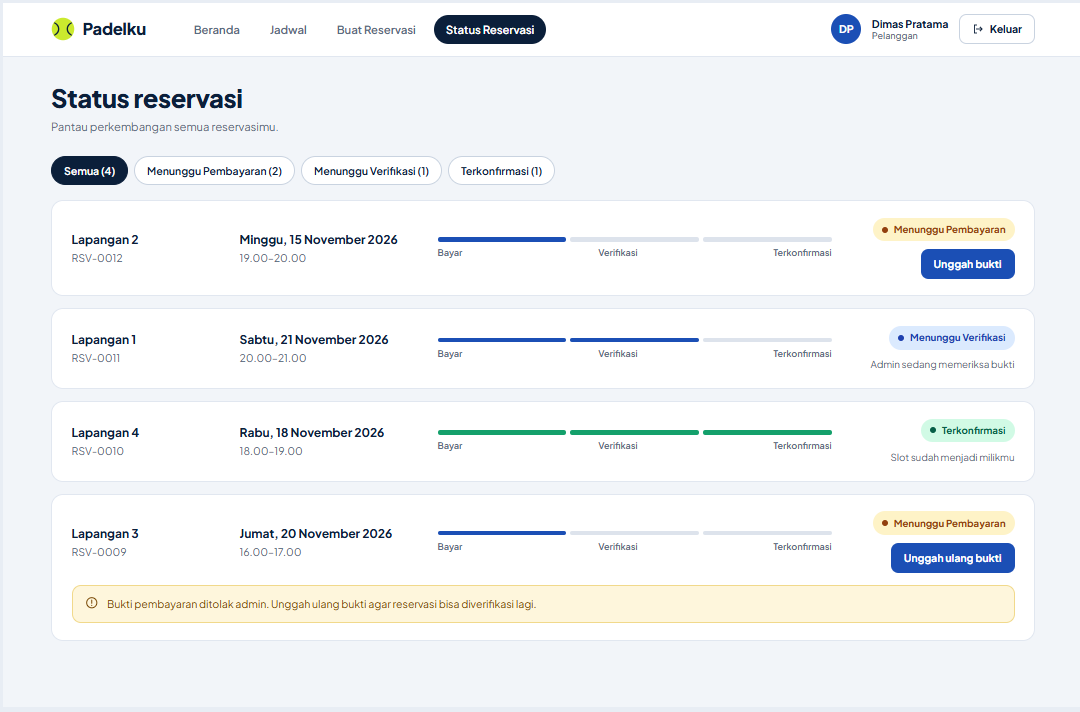 Padelku
Beranda
Jadwal
Buat Reservasi
Status Reservasi
DP
Dimas Pratama
Pelanggan
Keluar
Status reservasi
Pantau perkembangan semua reservasimu.
Semua (4)
Menunggu Pembayaran (2)
Menunggu Verifikasi (1)
Terkonfirmasi (1)
Lapangan 2
RSV-0012
Minggu, 15 November 2026
19.00–20.00
Bayar
Verifikasi
Terkonfirmasi
Menunggu Pembayaran
Unggah bukti
Lapangan 1
RSV-0011
Sabtu, 21 November 2026
20.00–21.00
Bayar
Verifikasi
Terkonfirmasi
Menunggu Verifikasi
Admin sedang memeriksa bukti
Lapangan 4
RSV-0010
Rabu, 18 November 2026
18.00–19.00
Bayar
Verifikasi
Terkonfirmasi
Terkonfirmasi
Slot sudah menjadi milikmu
Lapangan 3
RSV-0009
Jumat, 20 November 2026
16.00–17.00
Bayar
Verifikasi
Terkonfirmasi
Menunggu Pembayaran
Unggah ulang bukti
Bukti pembayaran ditolak admin. Unggah ulang bukti agar reservasi bisa diverifikasi lagi.